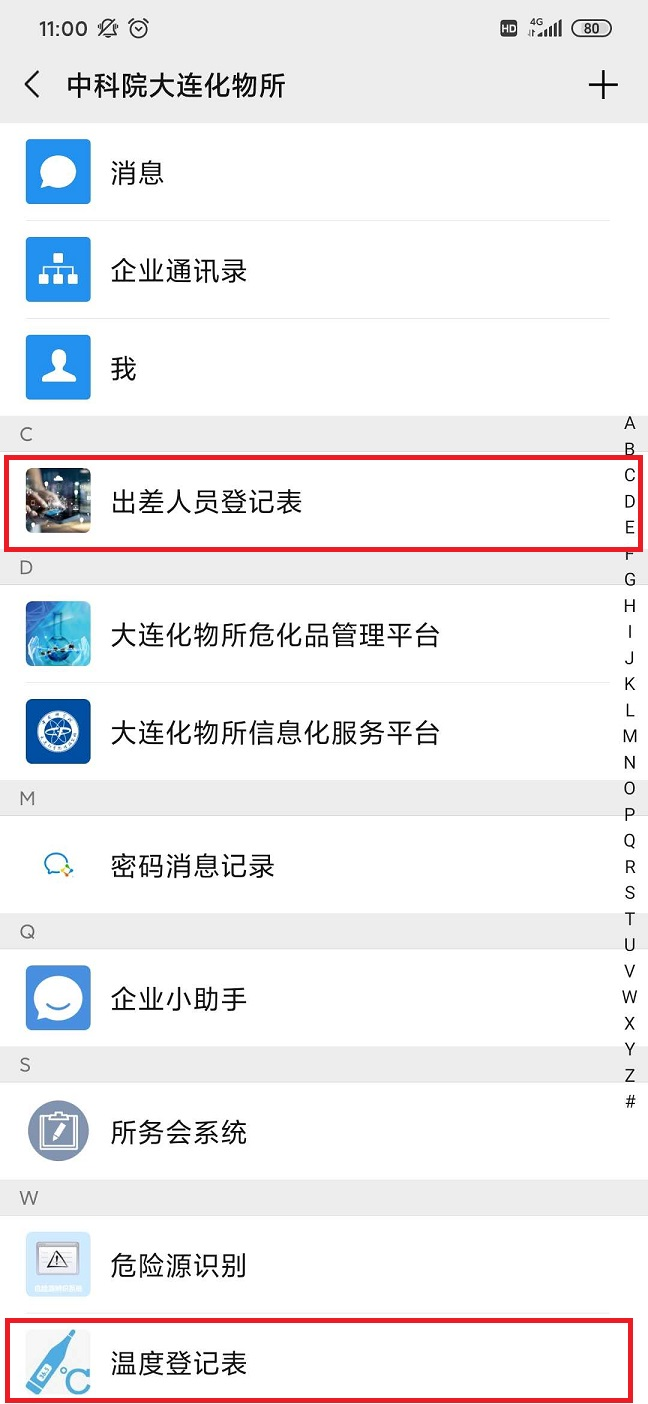 11:00 HD 4G 80
中科院大连化物所
消息
企业通讯录
我
C
出差人员登记表
D
大连化物所危化品管理平台
大连化物所信息化服务平台
M
密码消息记录
Q
企业小助手
S
所务会系统
W
危险源识别
温度登记表
℃
A
B
C
D
E
F
G
H
I
J
K
L
M
N
O
P
Q
R
S
T
U
V
W
X
Y
Z
#